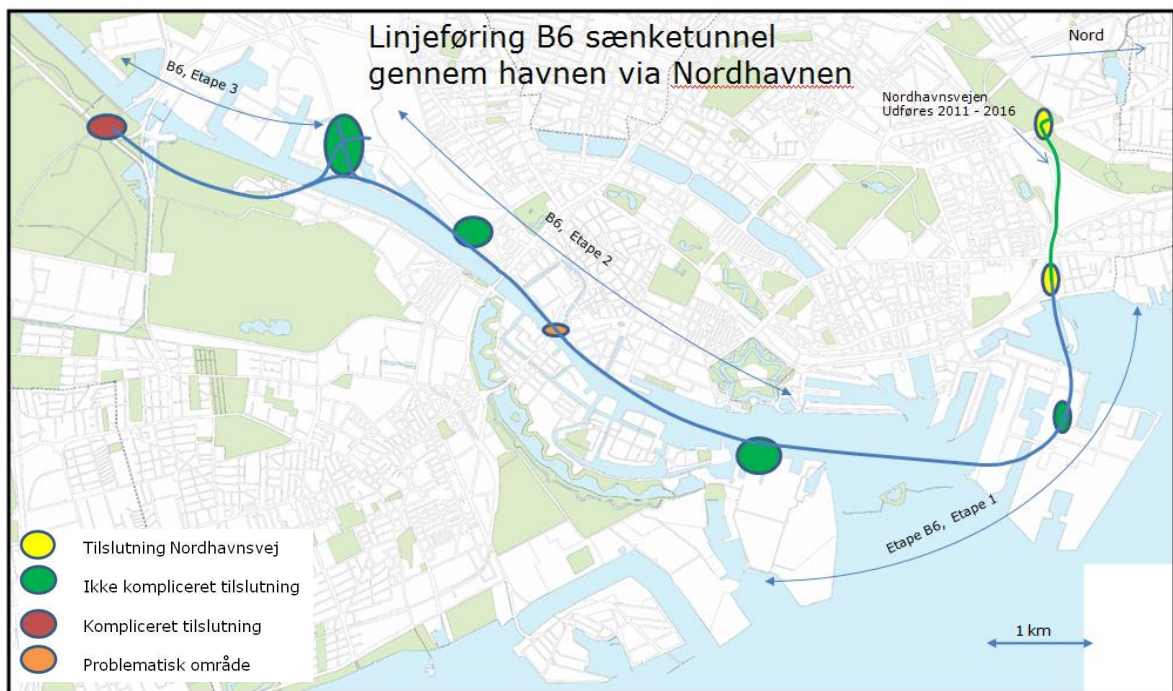 Linjeføring B6 sænketunnel
gennem havnen via Nordhavnen
Nord
B6, Etape 3
Nordhavnsvejen
Udføres 2011 - 2016
B6, Etape 2
Etape B6, Etape 1
Tilslutning Nordhavnsvej
Ikke kompliceret tilslutning
Kompliceret tilslutning
Problematisk område
1 km